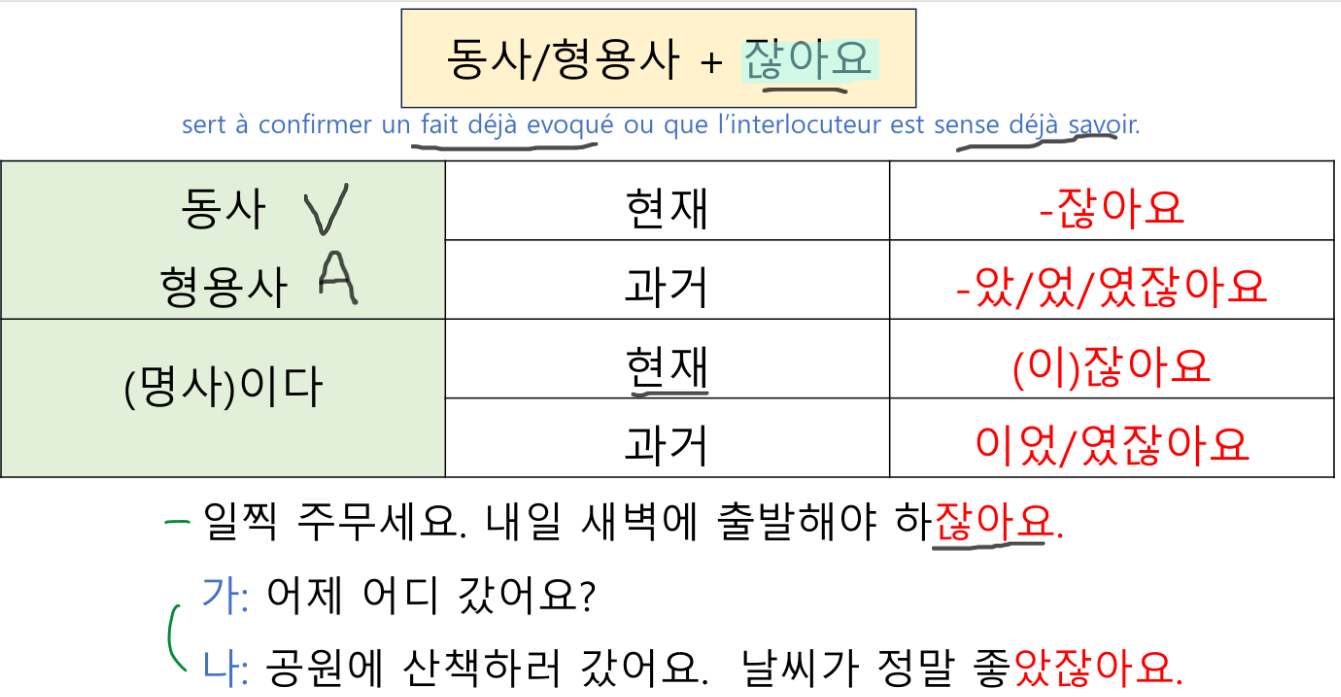 동사/형용사 + 잖아요
sert à confirmer un fait déjà evoqué ou que l'interlocuteur est sense déjà savoir.
동사 V
현재
-잖아요
형용사 A
과거
-았/었/였잖아요
(명사)이다
현재
(이)잖아요
과거
이었/였잖아요
– 일찍 주무세요. 내일 새벽에 출발해야 하잖아요.
가: 어제 어디 갔어요?
나: 공원에 산책하러 갔어요. 날씨가 정말 좋았잖아요.